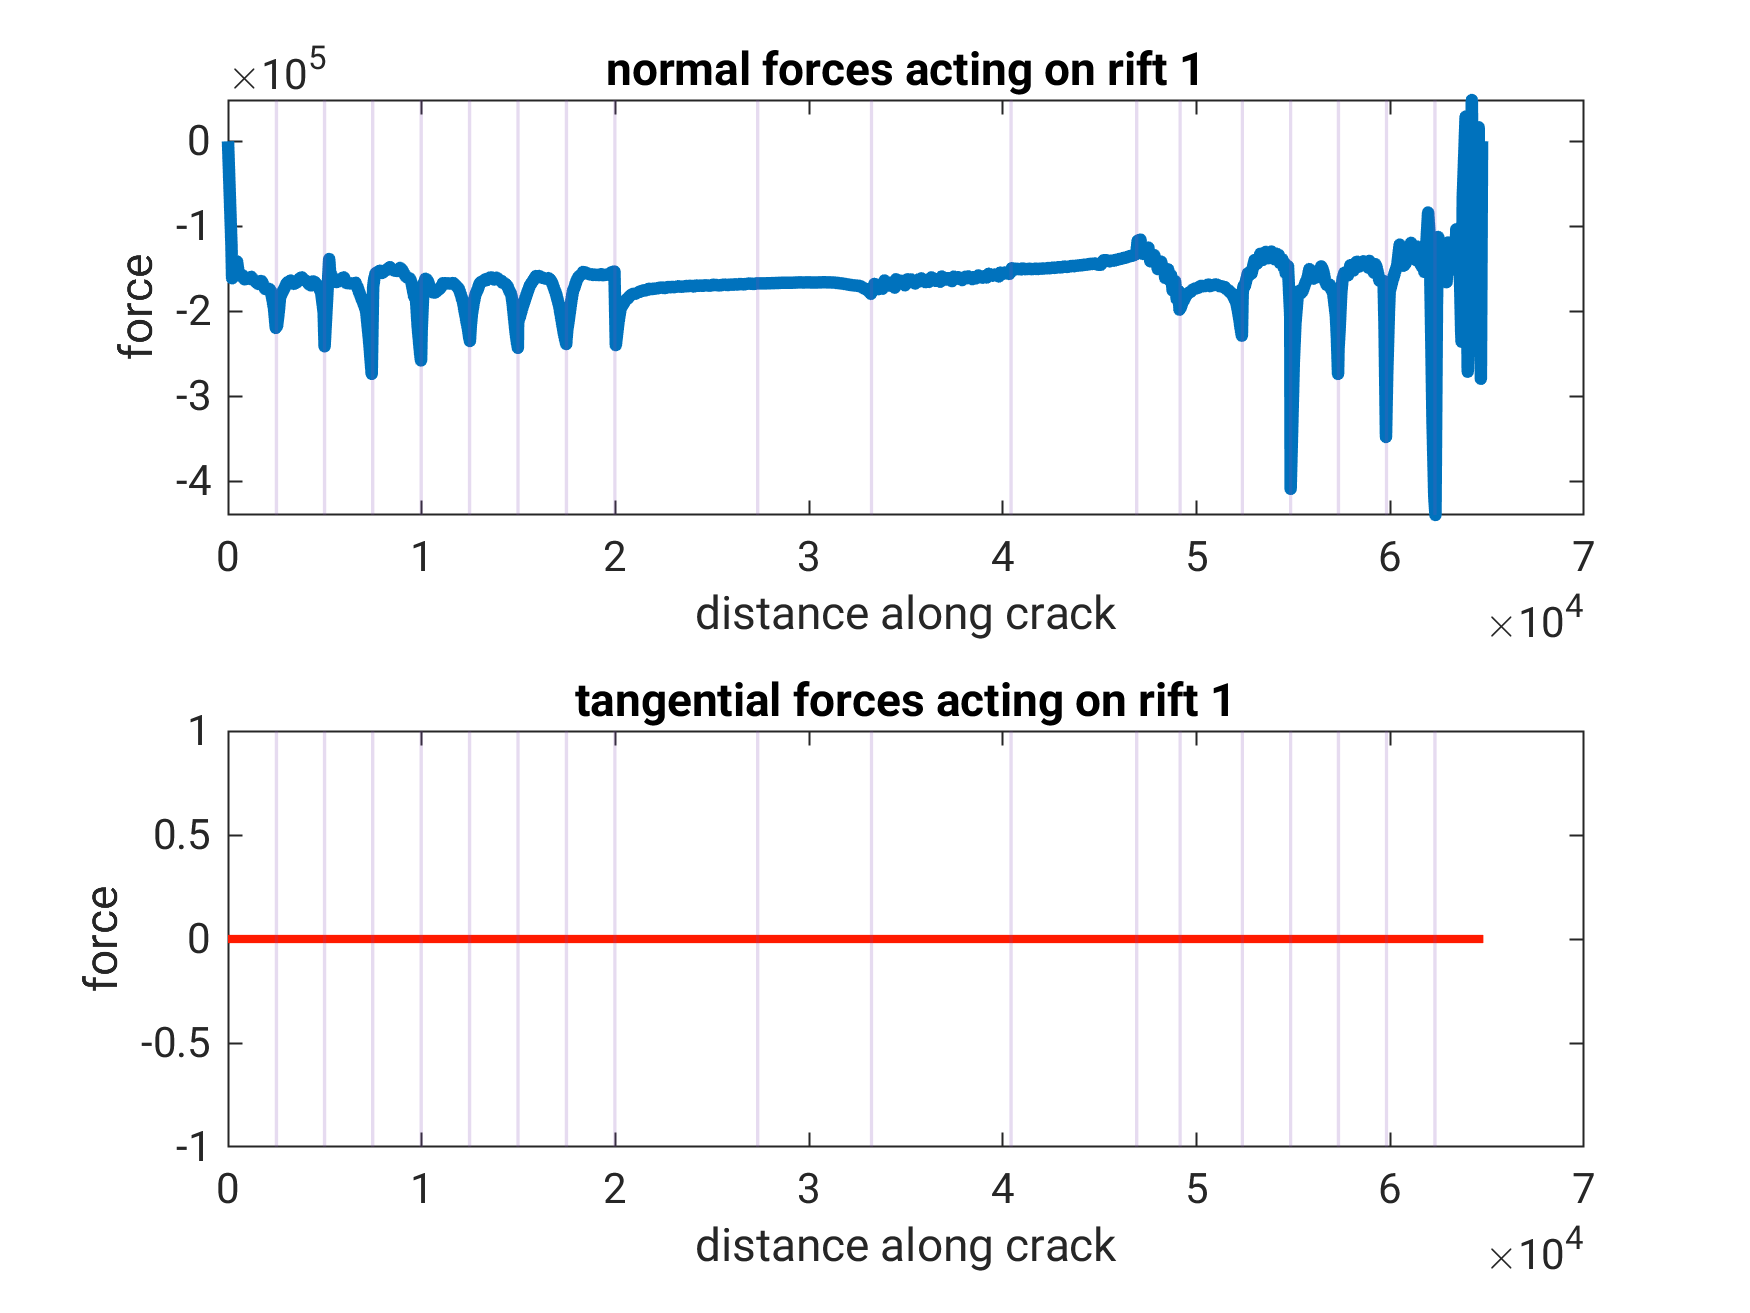 ×10^5
normal forces acting on rift 1
0
-1
-2
-3
-4
force
0 1 2 3 4 5 6 7
distance along crack
×10^4
tangential forces acting on rift 1
1
0.5
0
-0.5
-1
force
0 1 2 3 4 5 6 7
distance along crack
×10^4